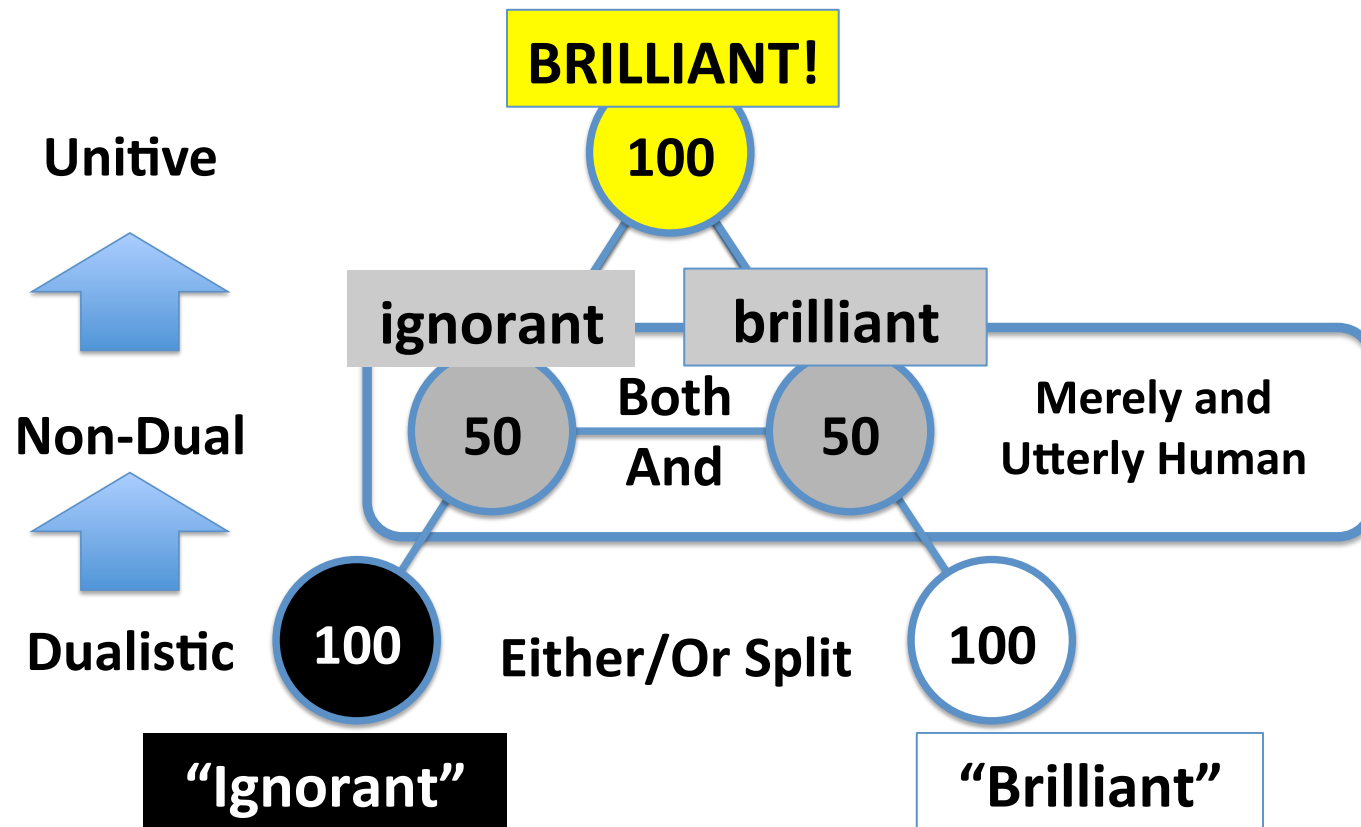 BRILLIANT!
Unitive
100
ignorant
brilliant
Non-Dual
50
Both
And
50
Merely and
Utterly Human
Dualistic
100
Either/Or Split
100
“Ignorant”
“Brilliant”